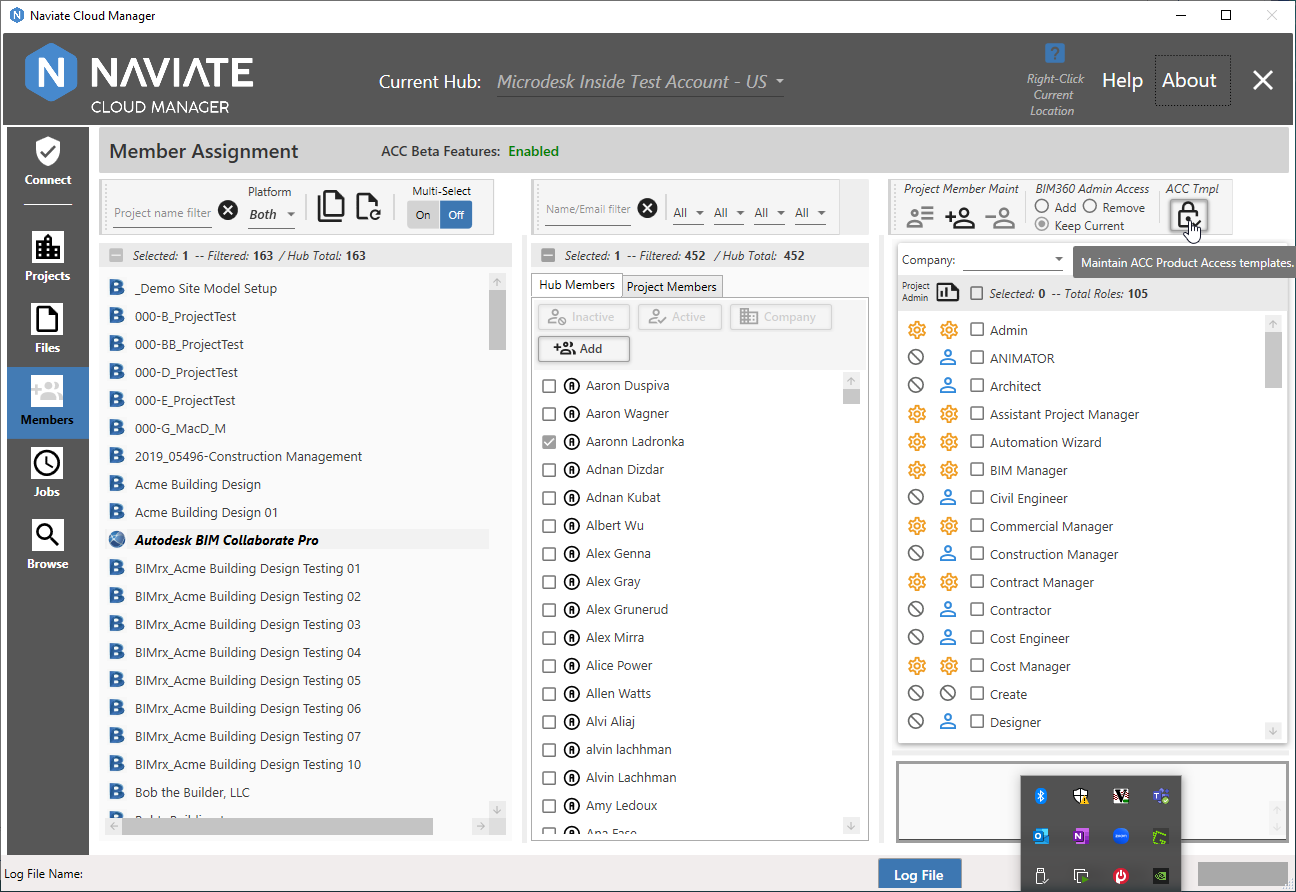 Naviate Cloud Manager
NAVIATE
CLOUD MANAGER
Current Hub: Microdesk Inside Test Account - US
Right-Click
Current
Location
Help
About
Connect
Projects
Files
Members
Jobs
Browse
Member Assignment
ACC Beta Features: Enabled
Project name filter
Platform
Both
Multi-Select
On Off
Selected: 1 -- Filtered: 163 / Hub Total: 163
_Demo Site Model Setup
000-B_ProjectTest
000-BB_ProjectTest
000-D_ProjectTest
000-E_ProjectTest
000-G_MacD_M
2019_05496-Construction Management
Acme Building Design
Acme Building Design 01
Autodesk BIM Collaborate Pro
BIMrx_Acme Building Design Testing 01
BIMrx_Acme Building Design Testing 02
BIMrx_Acme Building Design Testing 03
BIMrx_Acme Building Design Testing 04
BIMrx_Acme Building Design Testing 05
BIMrx_Acme Building Design Testing 06
BIMrx_Acme Building Design Testing 07
BIMrx_Acme Building Design Testing 10
Bob the Builder, LLC
Name/Email filter
All All All All
Selected: 1 -- Filtered: 452 / Hub Total: 452
Hub Members
Project Members
Inactive
Active
Company
Add
Aaron Duspiva
Aaron Wagner
Aaronn Ladronka
Adnan Dizdar
Adnan Kubat
Albert Wu
Alex Genna
Alex Gray
Alex Grunerud
Alex Mirra
Alice Power
Allen Watts
Alvi Aliaj
alvin lachhman
Alvin Lachhman
Amy Ledoux
Project Member Maint
BIM360 Admin Access
Add Remove
Keep Current
ACC Tmpl
Company:
Maintain ACC Product Access templates.
Project
Admin
Selected: 0 -- Total Roles: 105
Admin
ANIMATOR
Architect
Assistant Project Manager
Automation Wizard
BIM Manager
Civil Engineer
Commercial Manager
Construction Manager
Contract Manager
Contractor
Cost Engineer
Cost Manager
Create
Designer
Log File Name:
Log File